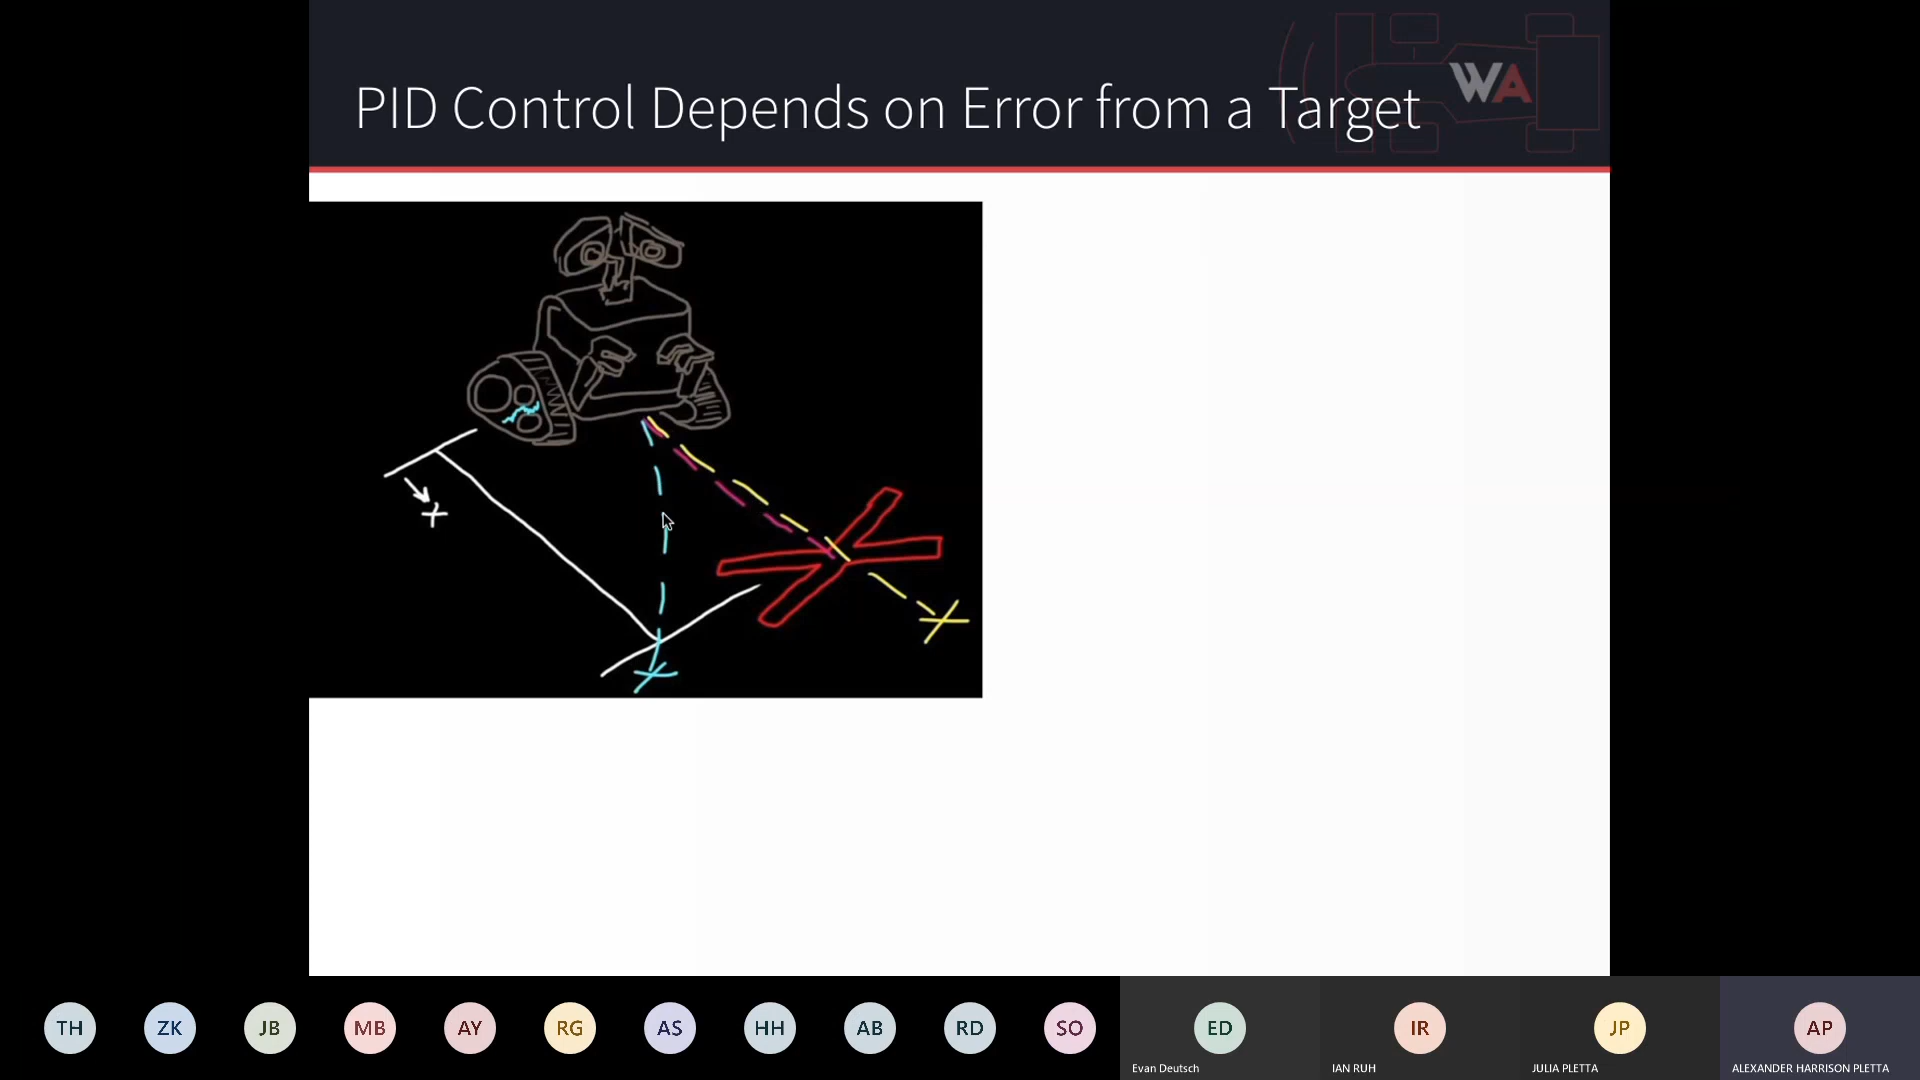 PID Control Depends on Error from a Target
WA
x
TH ZK JB MB AY RG AS HH AB RD SO ED IR JP AP
Evan Deutsch IAN RUH JULIA PLETTA ALEXANDER HARRISON PLETTA